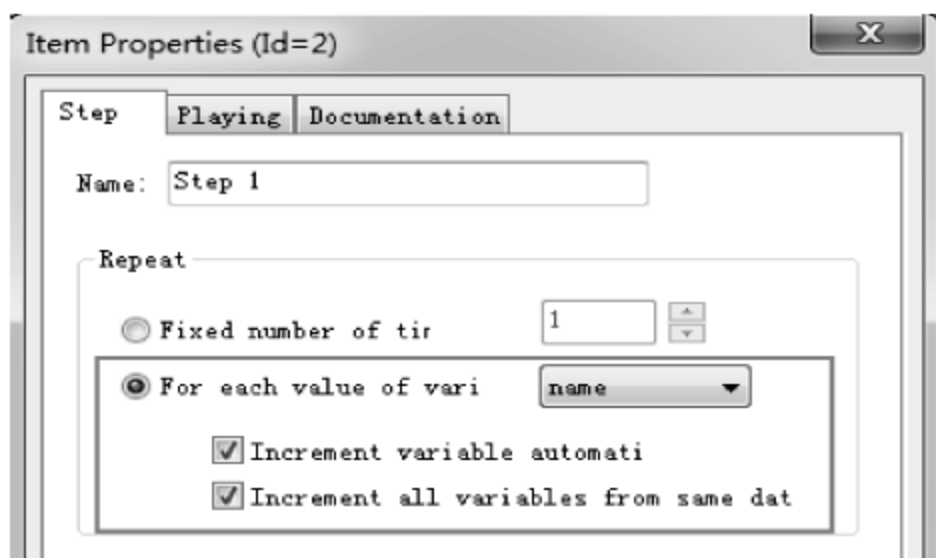 Item Properties (Id=2)
Step Playing Documentation
Name: Step 1
Repeat
Fixed number of tir 1
For each value of vari name
Increment variable automati
Increment all variables from same dat